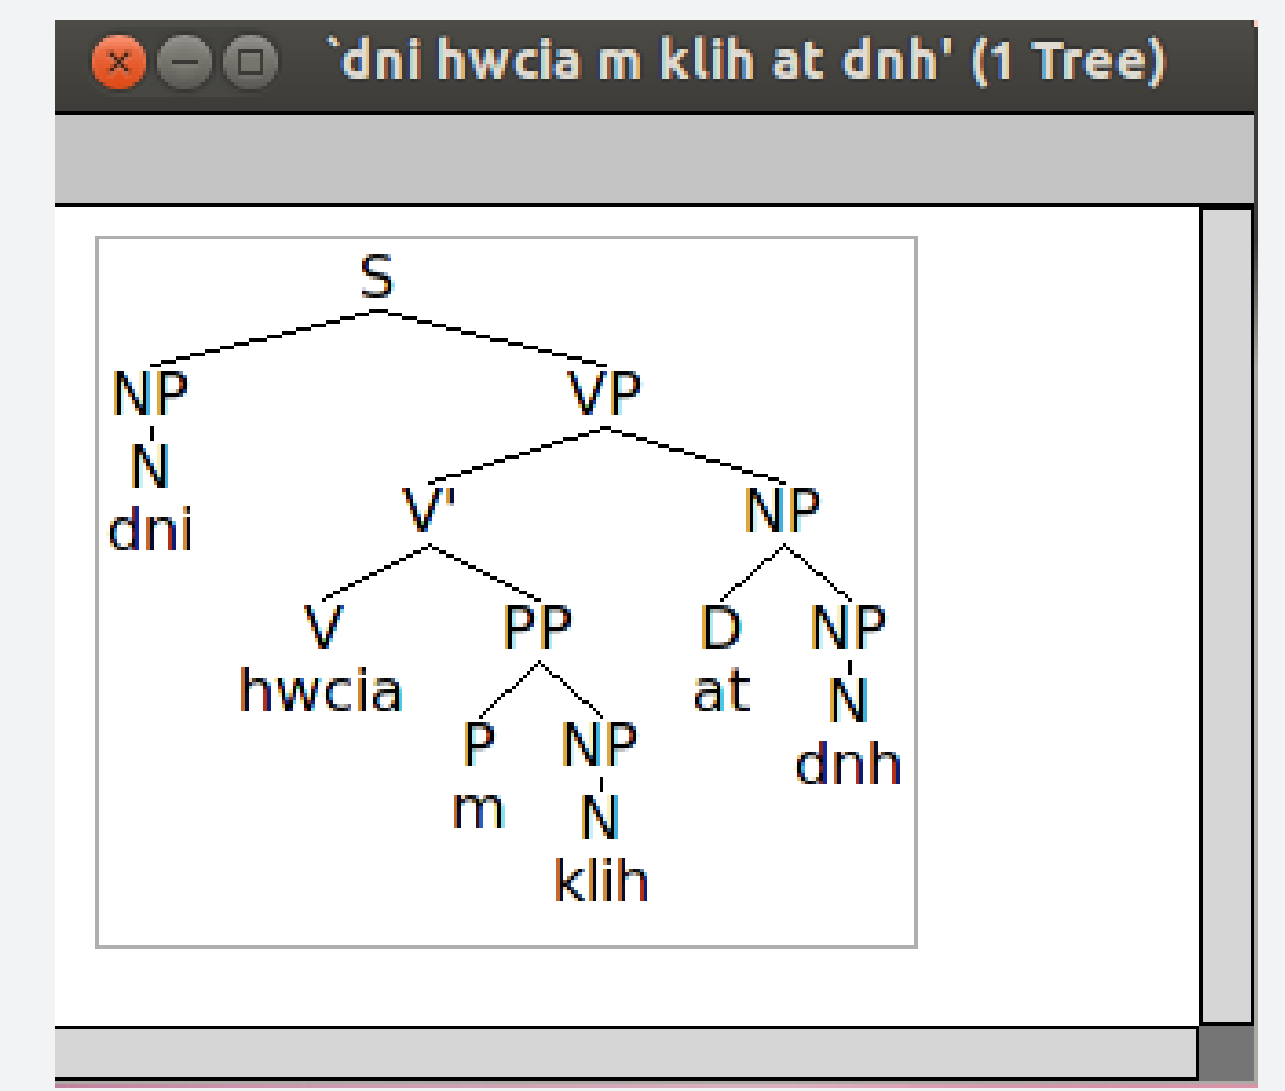 `dni hwcia m klih at dnh' (1 Tree)
S
NP VP
N V' NP
dni
V PP D NP
hwcia at N
P NP dnh
m N
klih